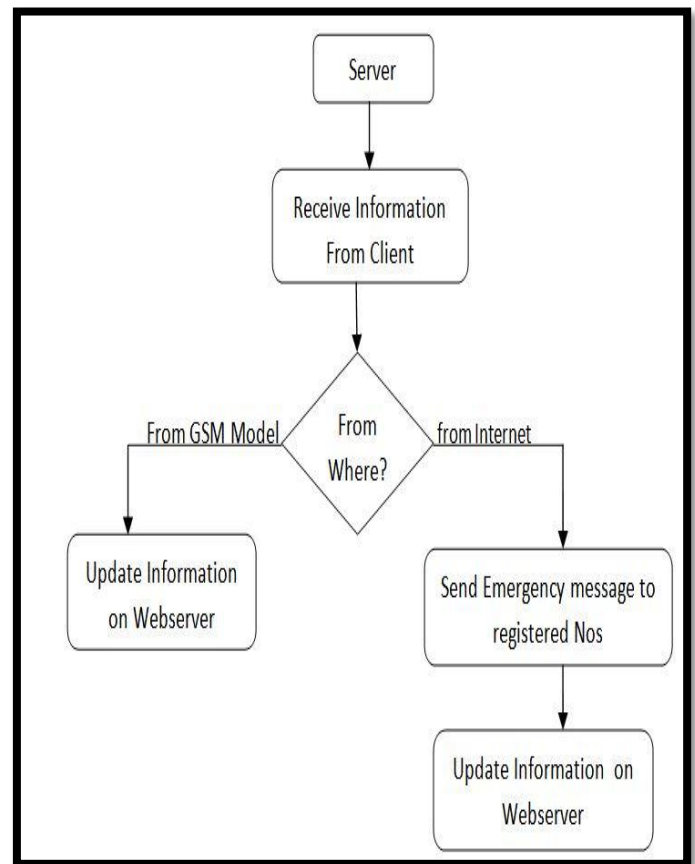 Server
Receive Information
From Client
From
Where?
From GSM Model
from Internet
Update Information
on Webserver
Send Emergency message to
registered Nos
Update Information on
Webserver